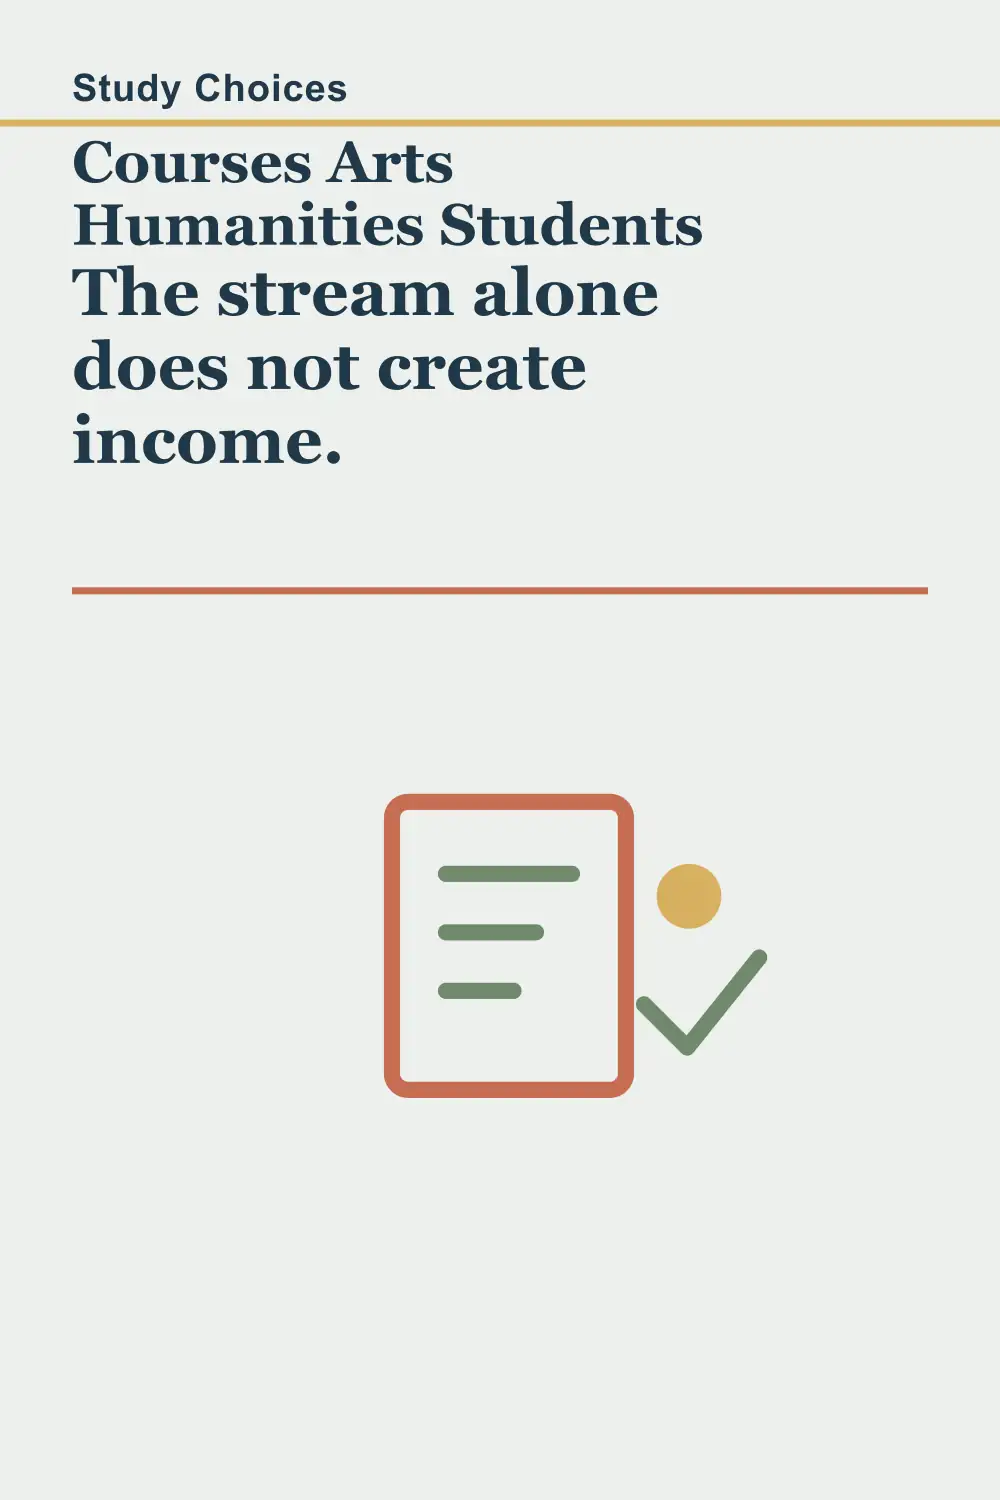 Study Choices
Courses Arts
Humanities Students
The stream alone
does not create
income.